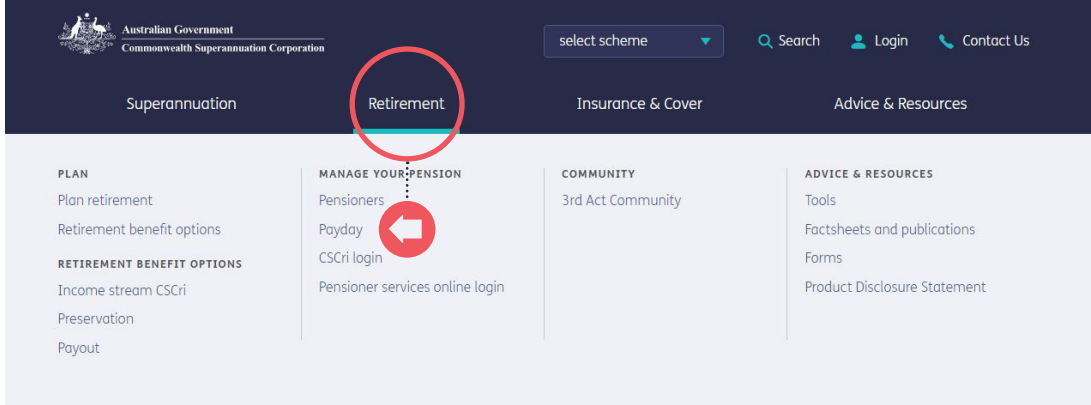 Australian Government
Commonwealth Superannuation Corporation
select scheme
Search
Login
Contact Us
Superannuation
Retirement
Insurance & Cover
Advice & Resources
PLAN
Plan retirement
Retirement benefit options
RETIREMENT BENEFIT OPTIONS
Income stream CSCri
Preservation
Payout
MANAGE YOUR PENSION
Pensioners
Payday
CSCri login
Pensioner services online login
COMMUNITY
3rd Act Community
ADVICE & RESOURCES
Tools
Factsheets and publications
Forms
Product Disclosure Statement